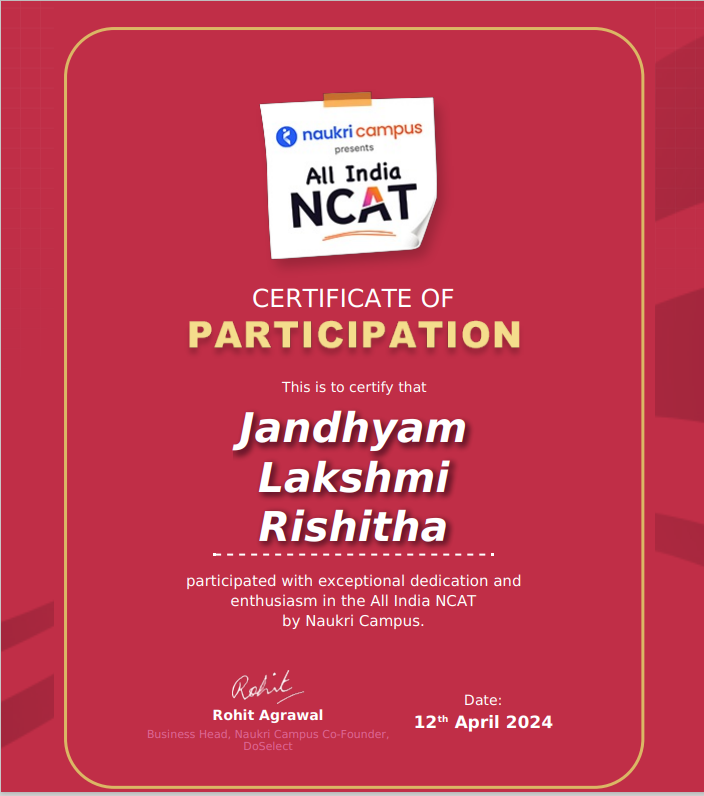 naukri campus
presents
All India
NCAT
CERTIFICATE OF
PARTICIPATION
This is to certify that
Jandhyam
Lakshmi
Rishitha
participated with exceptional dedication and
enthusiasm in the All India NCAT
by Naukri Campus.
Rohit
Rohit Agrawal
Business Head, Naukri Campus Co-Founder,
DoSelect
Date:
12th April 2024